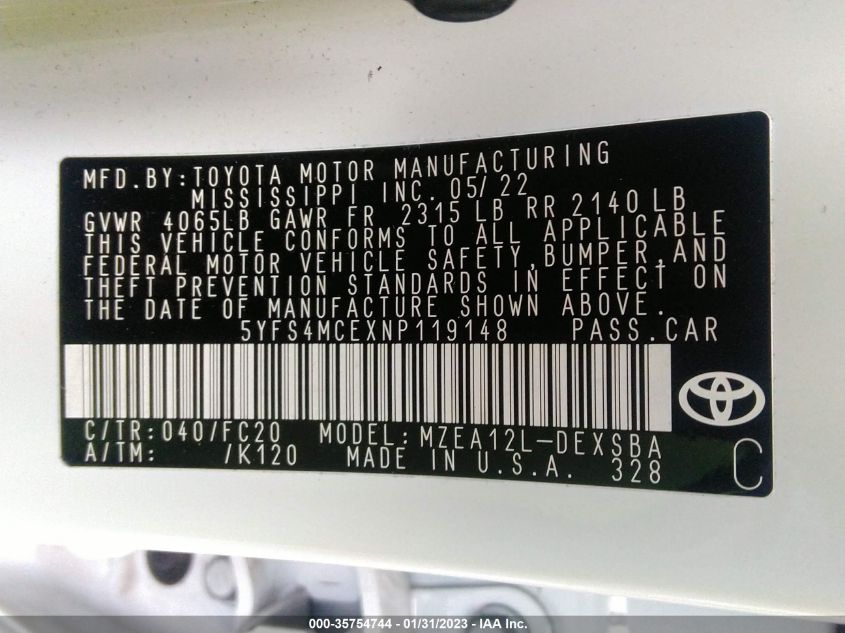 MFD.BY:TOYOTA MOTOR MANUFACTURING
MISSISSIPPI INC. 05/22
GVWR 4065LB GAWR FR 2315 LB RR 2140 LB
THIS VEHICLE CONFORMS TO ALL APPLICABLE
FEDERAL MOTOR VEHICLE SAFETY,BUMPER,AND
THEFT PREVENTION STANDARDS IN EFFECT ON
THE DATE OF MANUFACTURE SHOWN ABOVE.
5YFS4MCEXNP119148 PASS.CAR
C/TR:040/FC20 MODEL:MZEA12L-DEXSBA
A/TM: /K120 MADE IN U.S.A. 328 C
000-35754744 - 01/31/2023 - IAA Inc.